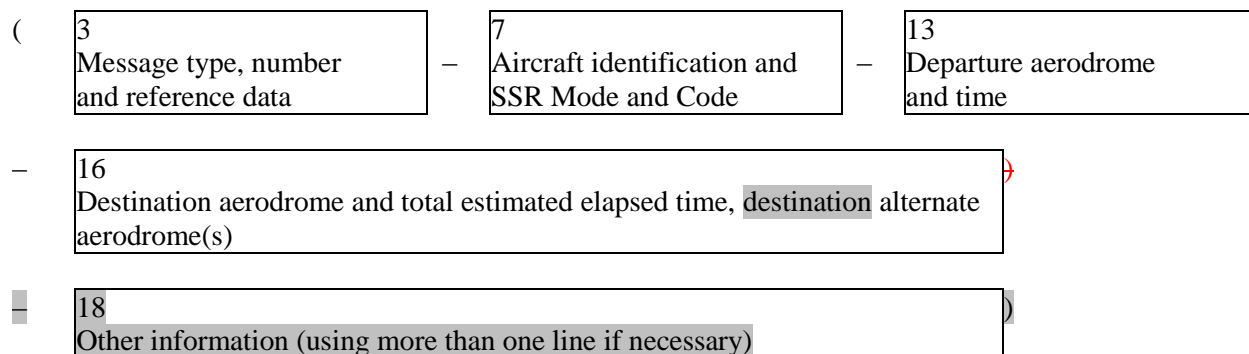 ( 3 7 13
Message type, number – Aircraft identification and – Departure aerodrome
and reference data SSR Mode and Code and time
– 16 )
Destination aerodrome and total estimated elapsed time, destination alternate
aerodrome(s)
– 18 )
Other information (using more than one line if necessary)